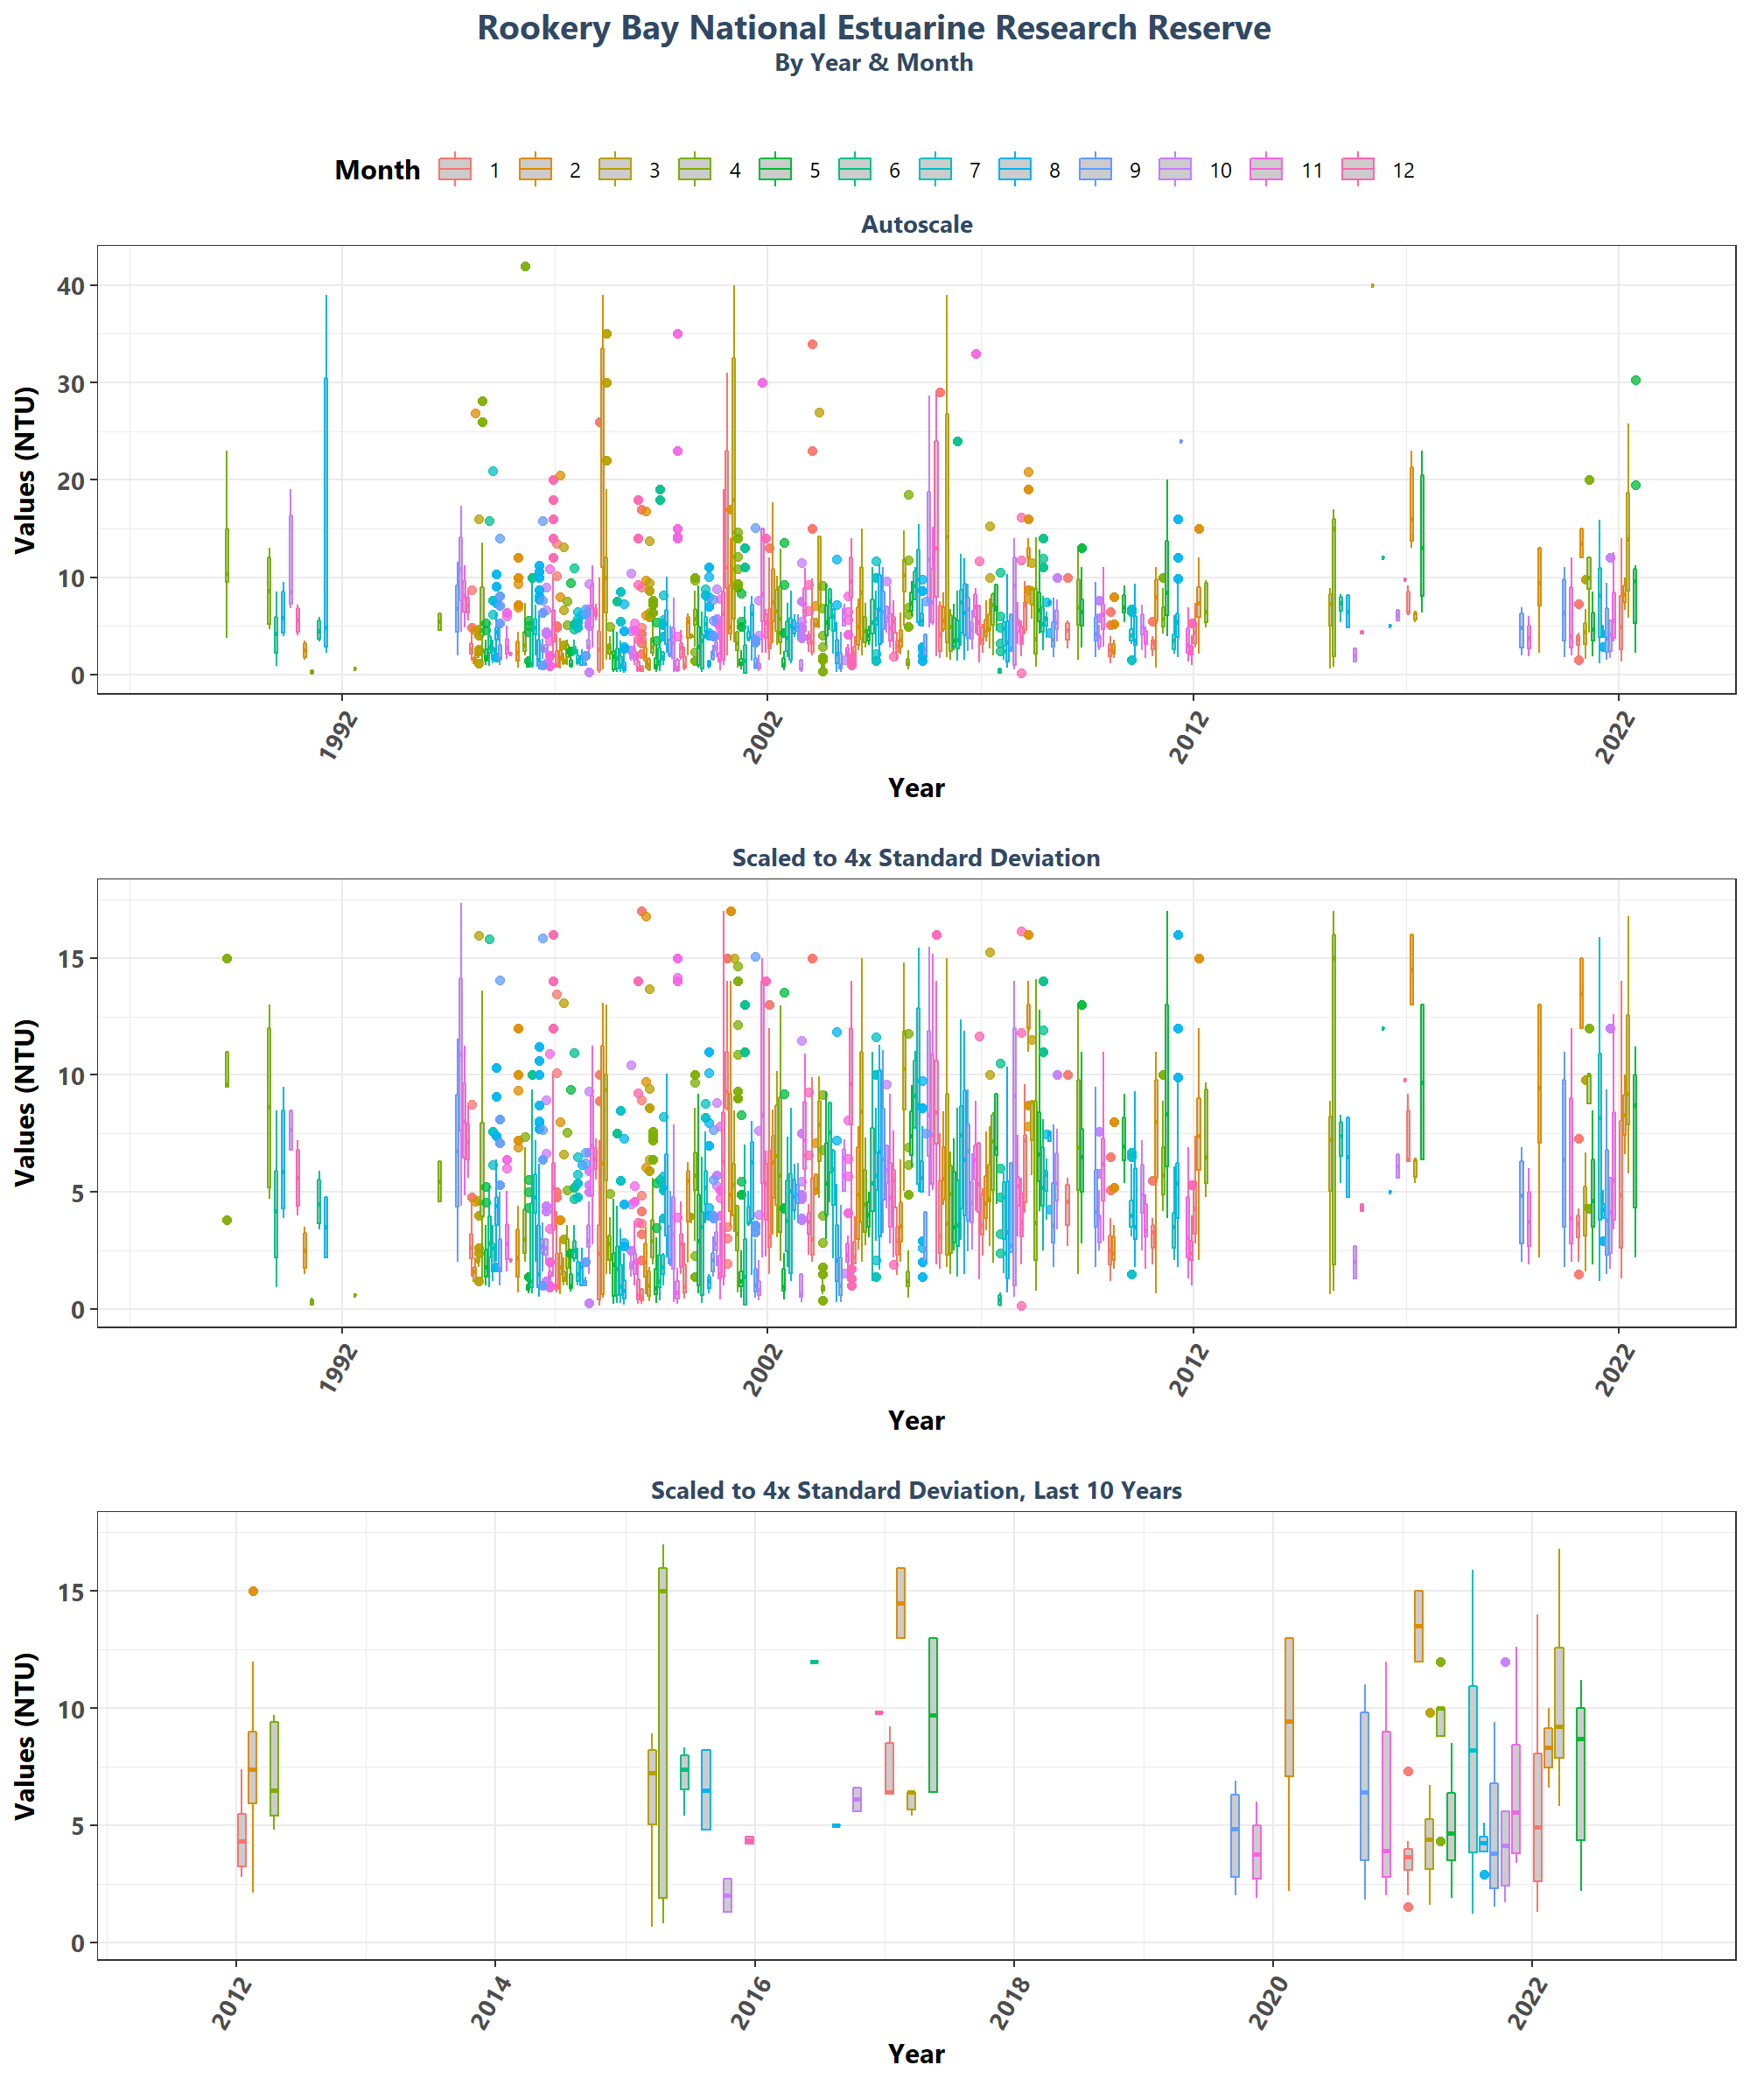 Rookery Bay National Estuarine Research Reserve
By Year & Month
Month 1 2 3 4 5 6 7 8 9 10 11 12
Autoscale
Values (NTU)
40
30
20
10
0
1992 2002 2012 2022
Year
Scaled to 4x Standard Deviation
Values (NTU)
15
10
5
0
1992 2002 2012 2022
Year
Scaled to 4x Standard Deviation, Last 10 Years
Values (NTU)
15
10
5
0
2012 2014 2016 2018 2020 2022
Year